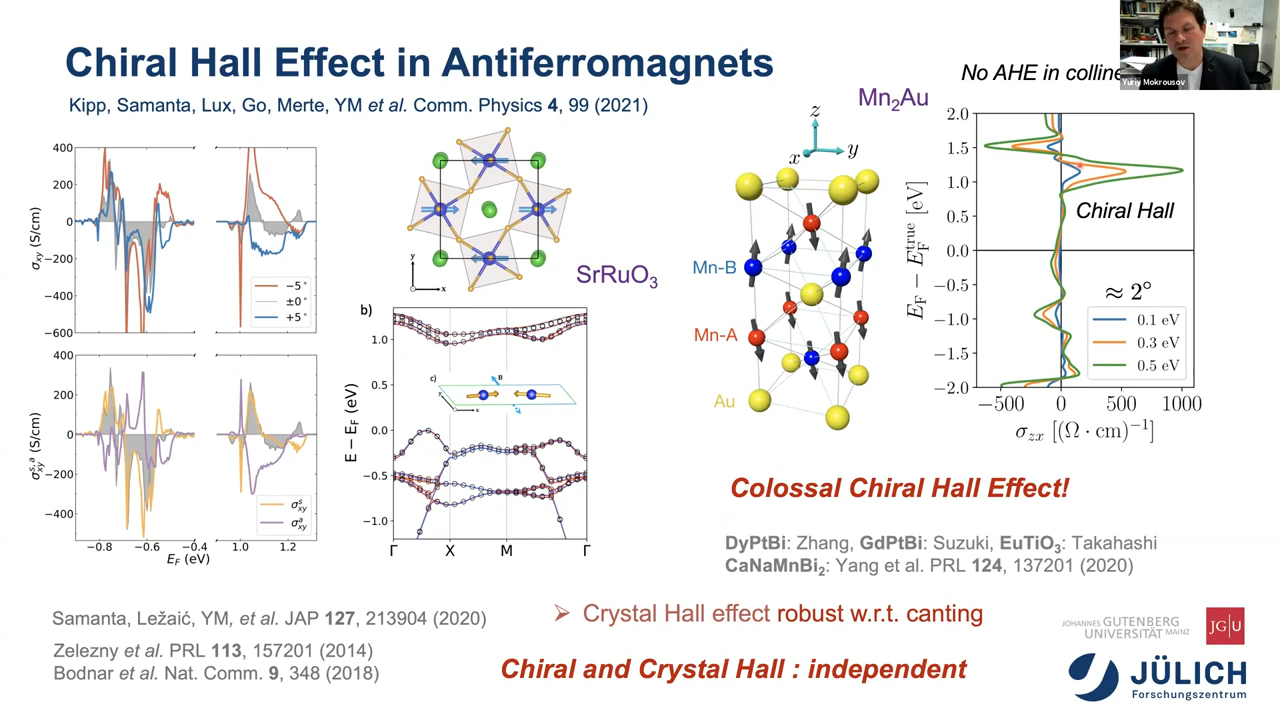 Chiral Hall Effect in Antiferromagnets
Kipp, Samanta, Lux, Go, Merte, YM et al. Comm. Physics 4, 99 (2021)
No AHE in colline
Yuriy Mokrousov
Mn₂Au
400
200
0
−200
−400
−600
σxy (S/cm)
−5°
±0°
+5°
400
200
0
−200
−400
σxy^s,a (S/cm)
σ^s xy
σ^a xy
−0.8
−0.6
−0.4
1.0
1.2
E_F (eV)
y
x
SrRuO₃
b)
1.0
0.5
0.0
−0.5
−1.0
E − E_F (eV)
c)
B
y
x
Γ
X
M
Γ
z
x
y
Mn-B
Mn-A
Au
2.0
1.5
1.0
0.5
0.0
−0.5
−1.0
−1.5
−2.0
E_F − E_F^true [eV]
Chiral Hall
≈ 2°
0.1 eV
0.3 eV
0.5 eV
−500
0
500
1000
σzx [(Ω · cm)⁻¹]
Colossal Chiral Hall Effect!
DyPtBi: Zhang, GdPtBi: Suzuki, EuTiO₃: Takahashi
CaNaMnBi₂: Yang et al. PRL 124, 137201 (2020)
Samanta, Ležaić, YM, et al. JAP 127, 213904 (2020)
Zelezny et al. PRL 113, 157201 (2014)
Bodnar et al. Nat. Comm. 9, 348 (2018)
➢ Crystal Hall effect robust w.r.t. canting
Chiral and Crystal Hall : independent
JOHANNES GUTENBERG
UNIVERSITÄT MAINZ
JG|U
JÜLICH
Forschungszentrum